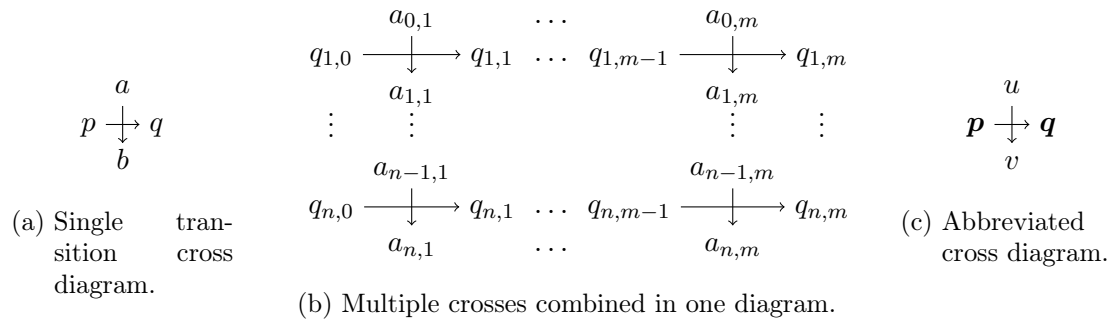 a_{0,1} … a_{0,m}
q_{1,0} q_{1,1} … q_{1,m−1} q_{1,m}
a_{1,1} a_{1,m}
⋮ ⋮ ⋮ ⋮
a_{n−1,1} a_{n−1,m}
q_{n,0} q_{n,1} … q_{n,m−1} q_{n,m}
a_{n,1} … a_{n,m}
a
p q
b
u
p q
v
(a) Single tran-
sition cross
diagram.
(b) Multiple crosses combined in one diagram.
(c) Abbreviated
cross diagram.